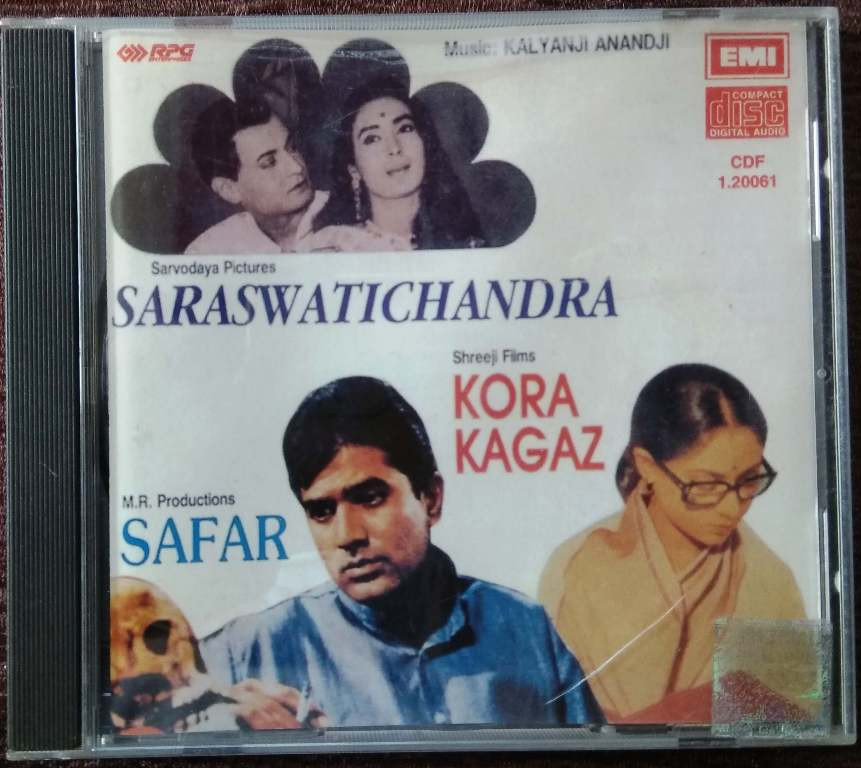 RPG
ENTERPRISES
Music: KALYANJI ANANDJI
EMI
COMPACT
disc
DIGITAL AUDIO
CDF
1.20061
Sarvodaya Pictures
SARASWATICHANDRA
Shreeji Films
KORA
KAGAZ
M.R. Productions
SAFAR